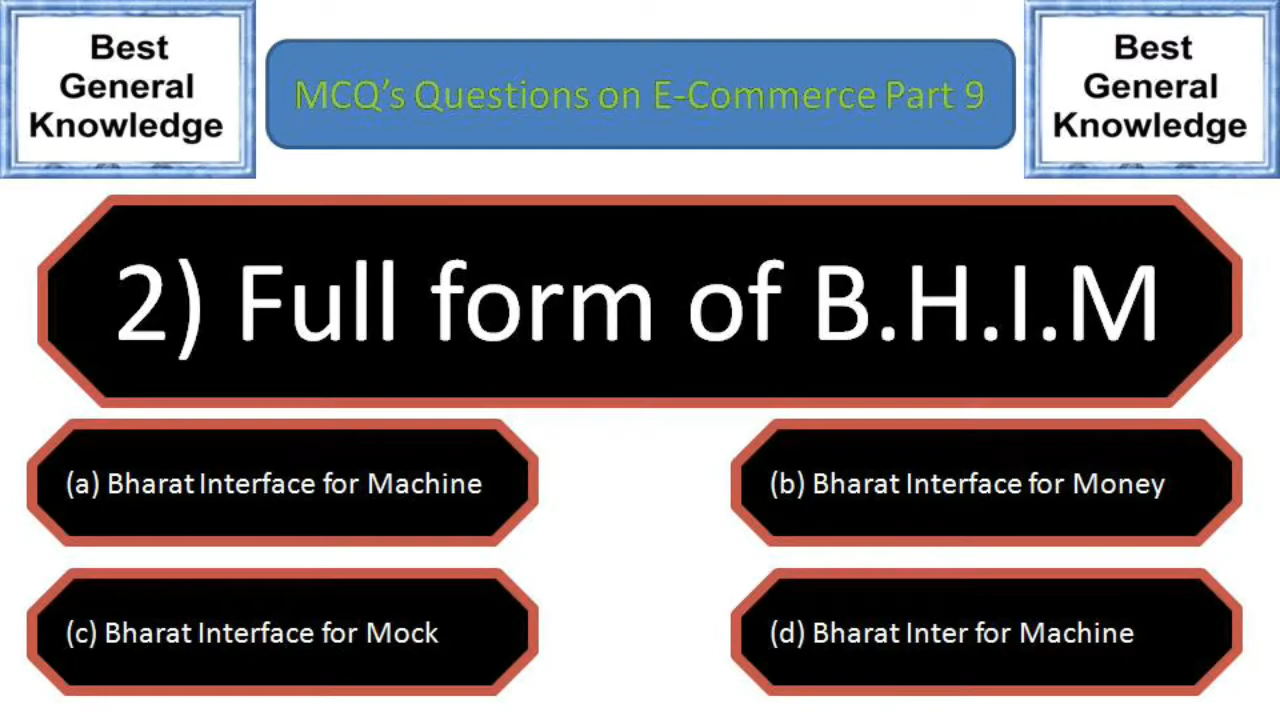 Best
General
Knowledge
MCQ's Questions on E-Commerce Part 9
Best
General
Knowledge
2) Full form of B.H.I.M
(a) Bharat Interface for Machine
(b) Bharat Interface for Money
(c) Bharat Interface for Mock
(d) Bharat Inter for Machine